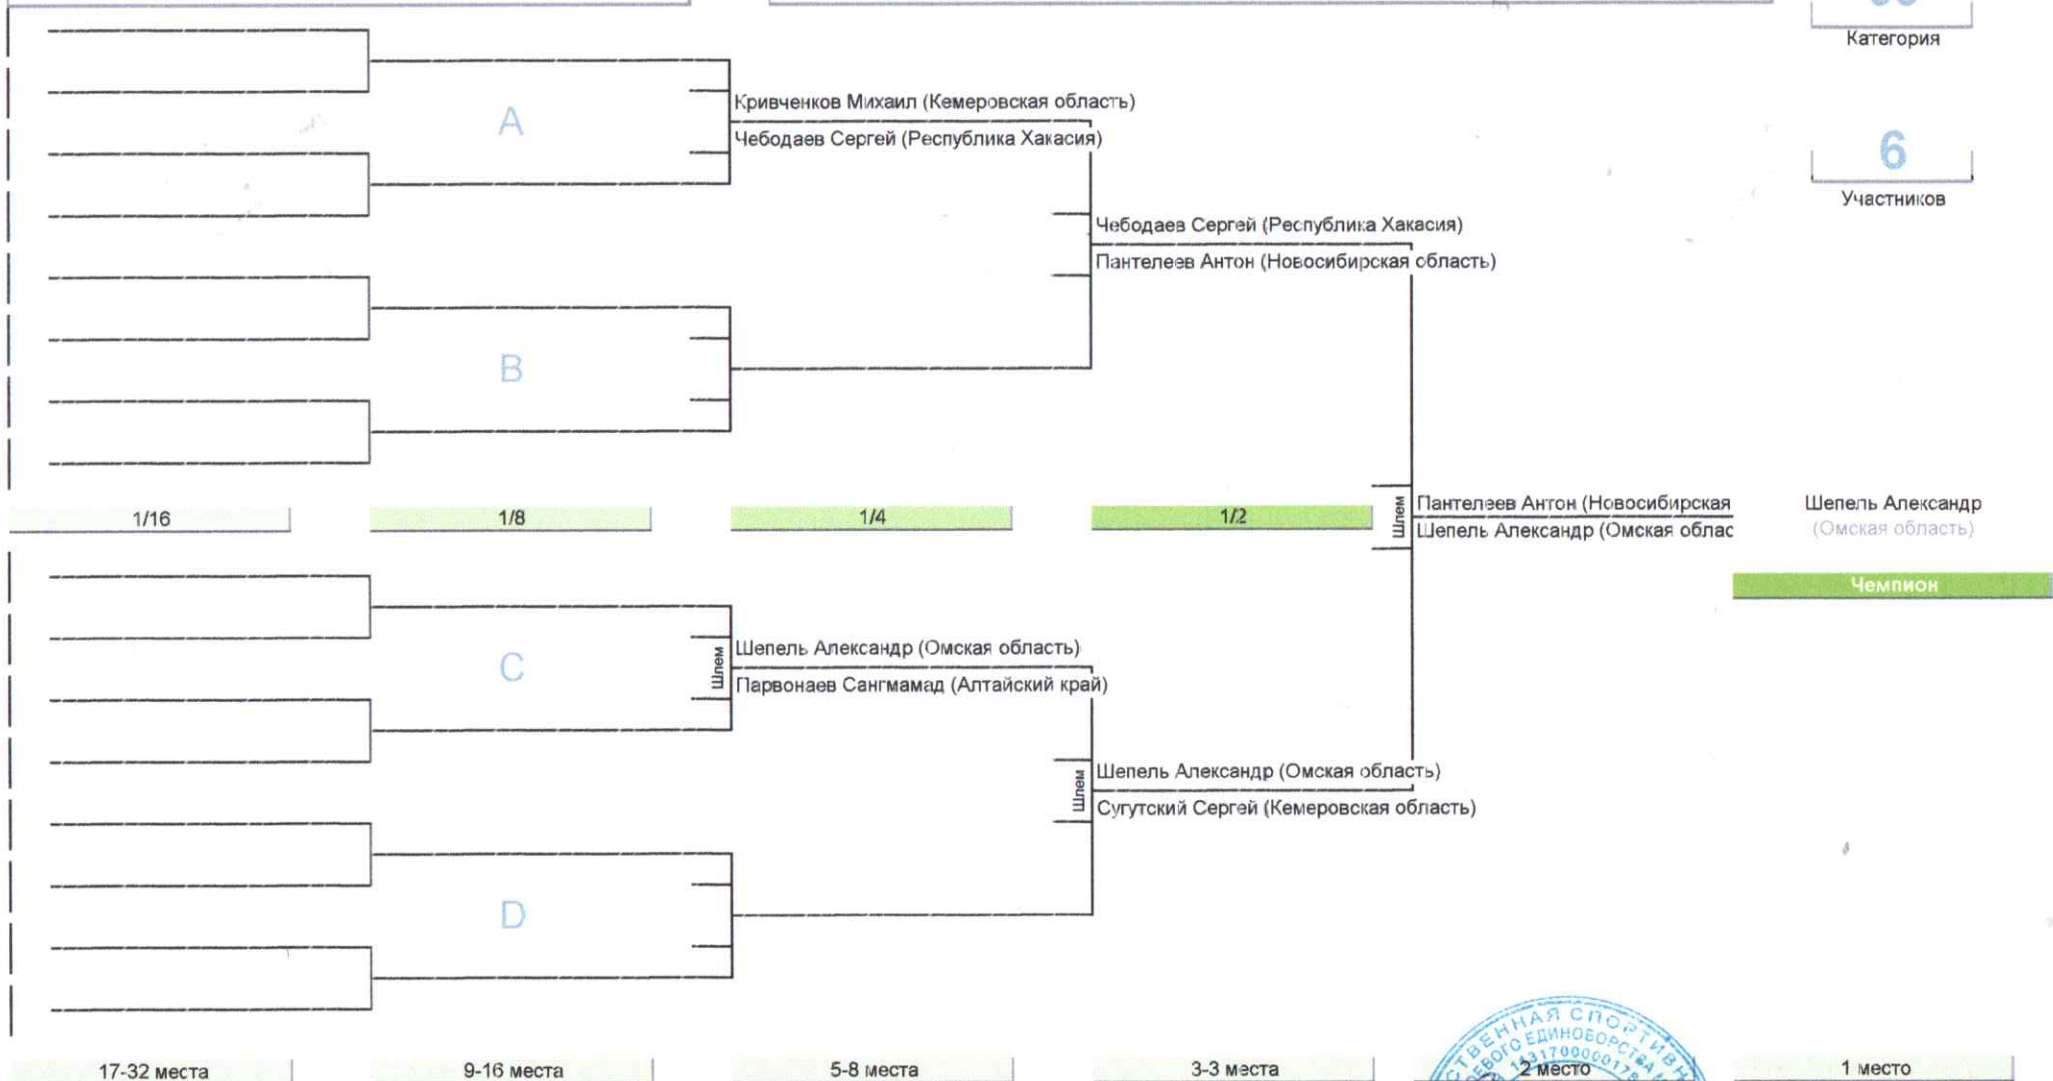 Категория
A
Кривченков Михаил (Кемеровская область)
Чебодаев Сергей (Республика Хакасия)
6
Участников
Чебодаев Сергей (Республика Хакасия)
Пантелеев Антон (Новосибирская область)
B
1/16
1/8
1/4
1/2
Шлем
Пантелеев Антон (Новосибирская
Шепель Александр (Омская облас
Шепель Александр
(Омская область)
Чемпион
C
Шлем
Шепель Александр (Омская область)
Парвонаев Сангмамад (Алтайский край)
Шлем
Шепель Александр (Омская область)
Сугутский Сергей (Кемеровская область)
D
17-32 места
9-16 места
5-8 места
3-3 места
2 место
1 место